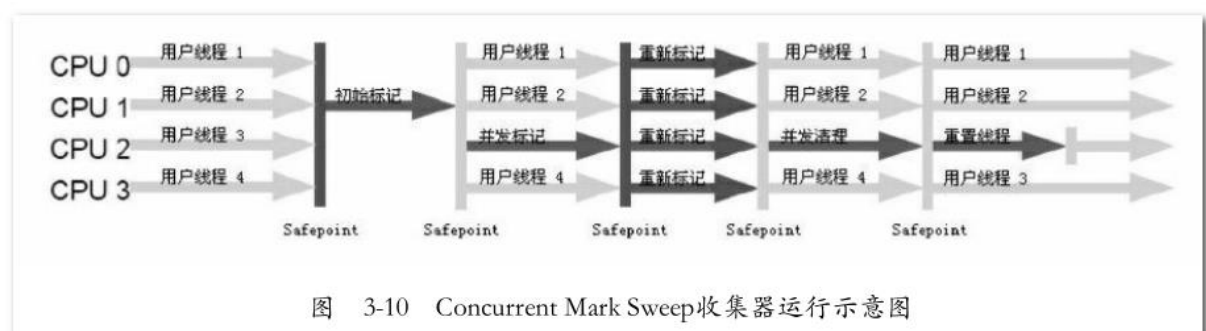 CPU 0 用户线程 1 用户线程 1 重新标记 用户线程 1 用户线程 1
CPU 1 用户线程 2 初始标记 用户线程 2 重新标记 用户线程 2 用户线程 2
CPU 2 用户线程 3 并发标记 重新标记 并发清理 重置线程
CPU 3 用户线程 4 用户线程 4 重新标记 用户线程 4 用户线程 3
Safepoint Safepoint Safepoint Safepoint Safepoint
图 3-10 Concurrent Mark Sweep收集器运行示意图